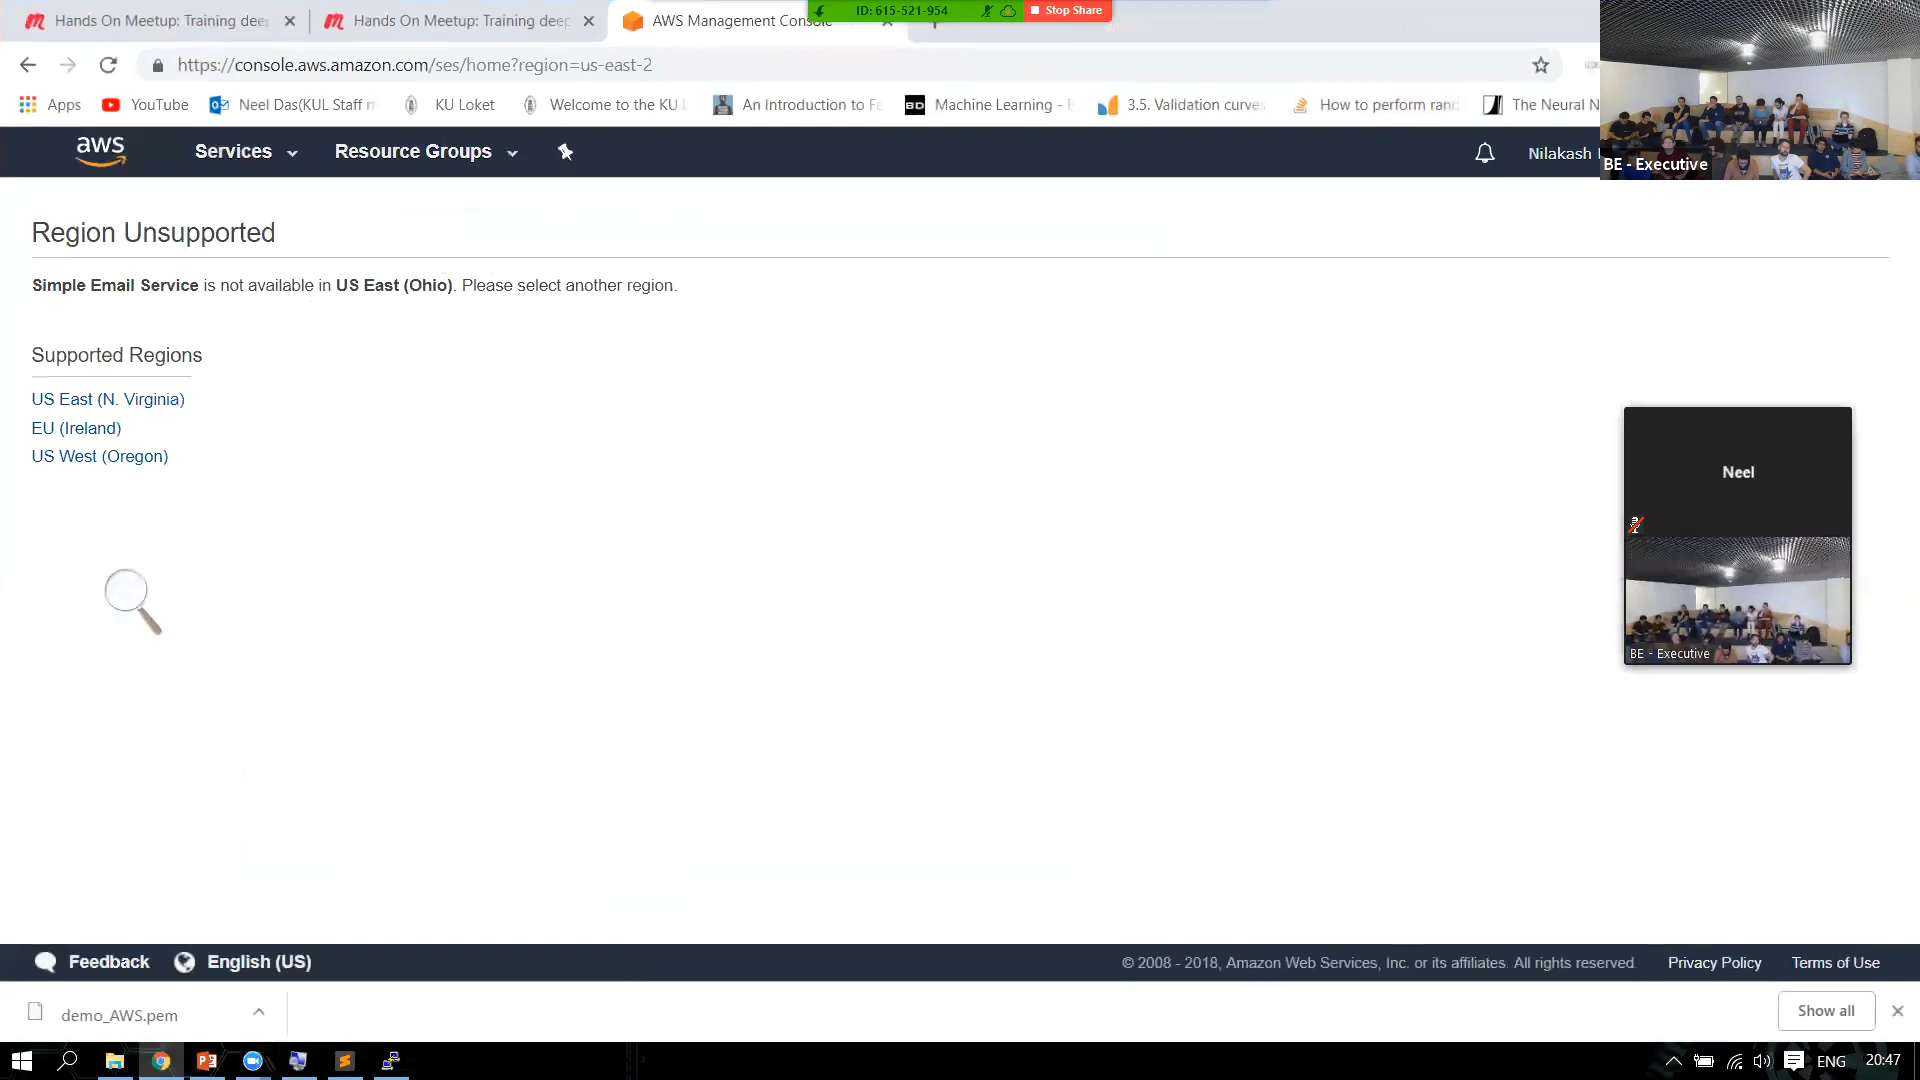 Hands On Meetup: Training deep
Hands On Meetup: Training deep
AWS Management Console
ID: 615-521-954
Stop Share
https://console.aws.amazon.com/ses/home?region=us-east-2
Apps
YouTube
Neel Das(KUL Staff
KU Loket
Welcome to the KU
An Introduction to
Machine Learning -
3.5. Validation curve
How to perform
The Neural
BE - Executive
aws
Services
Resource Groups
Nilakash
Region Unsupported
Simple Email Service is not available in US East (Ohio). Please select another region.
Supported Regions
US East (N. Virginia)
EU (Ireland)
US West (Oregon)
Neel
BE - Executive
Feedback
English (US)
© 2008 - 2018, Amazon Web Services, Inc. or its affiliates. All rights reserved.
Privacy Policy
Terms of Use
demo_AWS.pem
Show all
ENG
20:47